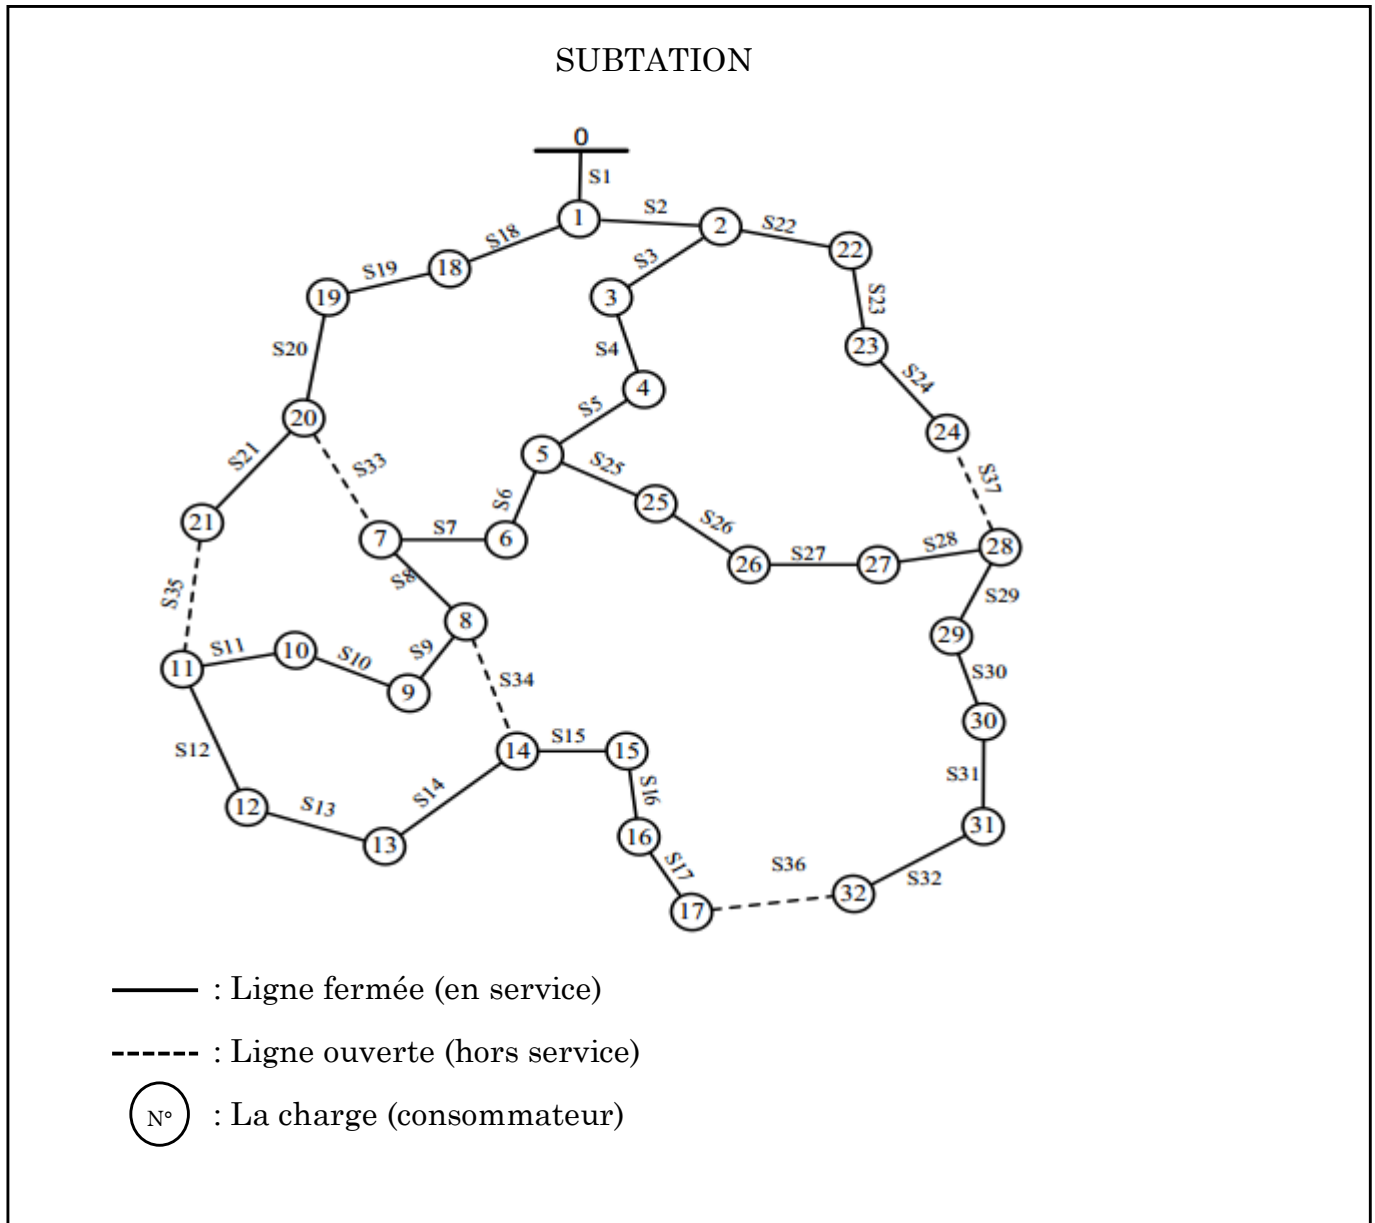 SUBTATION
0
S1
1
S2
2
S22
22
S18
18
S19
19
S3
3
S23
23
S20
S4
4
S24
24
20
S5
5
S25
25
S37
S21
S33
S6
21
7
S7
6
S26
26
S27
27
S28
28
S8
8
S29
29
S35
S11
10
S10
S9
9
11
S34
S30
30
S12
14
S15
15
S31
31
S14
S16
16
12
S13
13
S17
17
S36
32
S32
: Ligne fermée (en service)
: Ligne ouverte (hors service)
N° : La charge (consommateur)